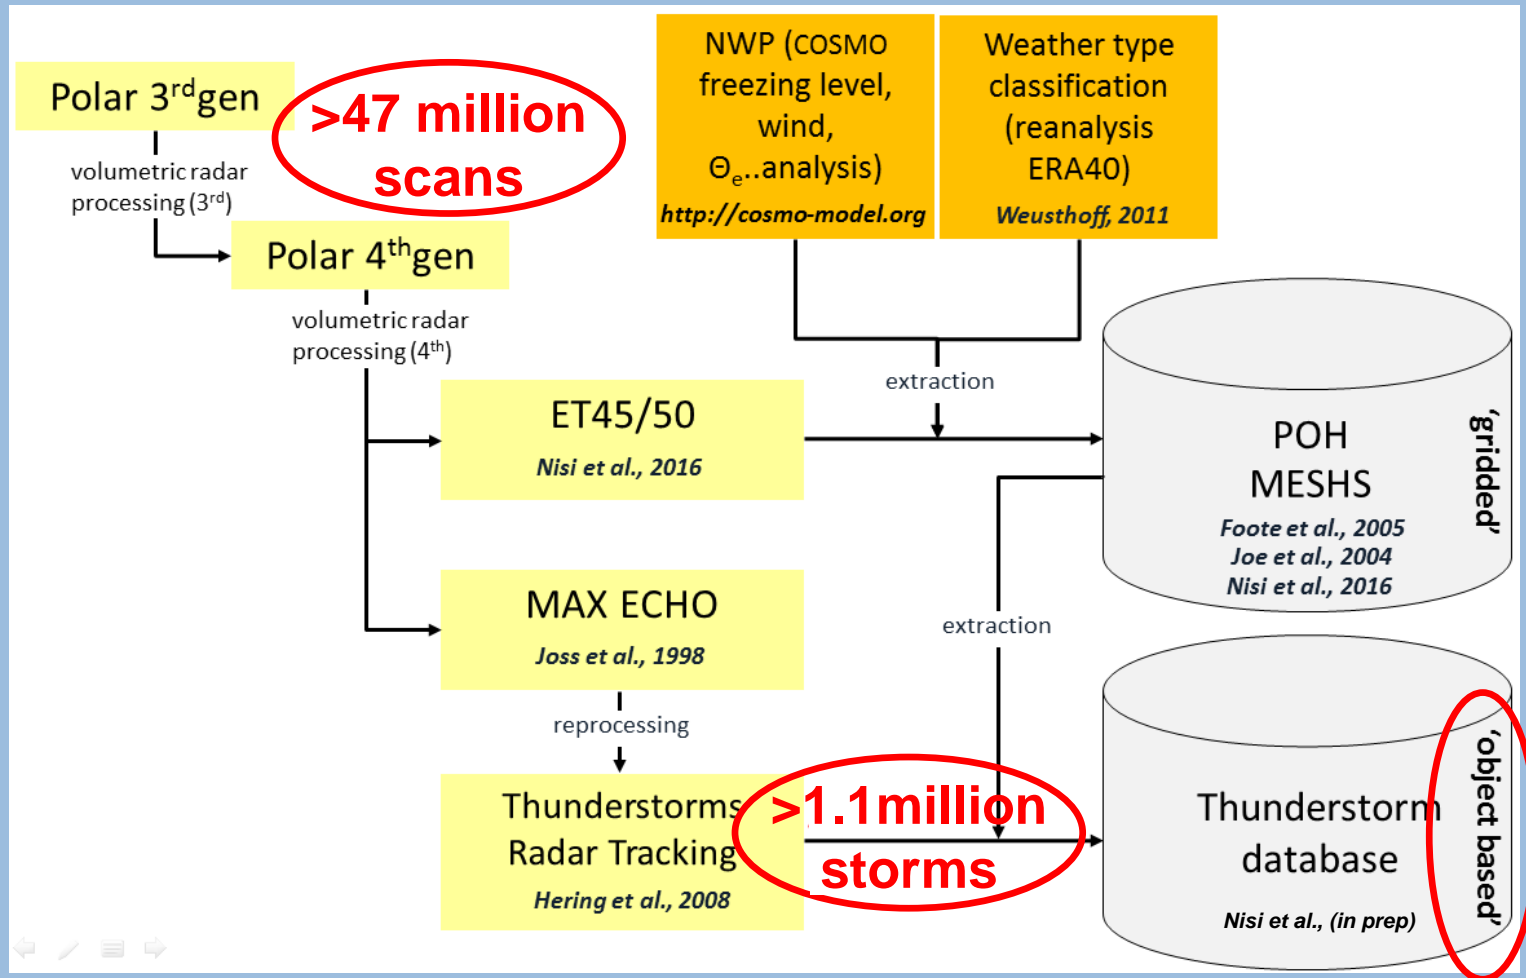 Polar 3rdgen
>47 million
scans
volumetric radar
processing (3rd)
NWP (COSMO
freezing level,
wind,
Θe..analysis)
http://cosmo-model.org
Weather type
classification
(reanalysis
ERA40)
Weusthoff, 2011
Polar 4thgen
volumetric radar
processing (4th)
extraction
ET45/50
Nisi et al., 2016
POH
MESHS
Foote et al., 2005
Joe et al., 2004
Nisi et al., 2016
'gridded'
MAX ECHO
Joss et al., 1998
extraction
reprocessing
Thunderstorms
Radar Tracking
Hering et al., 2008
>1.1million
storms
Thunderstorm
database
Nisi et al., (in prep)
'object based'